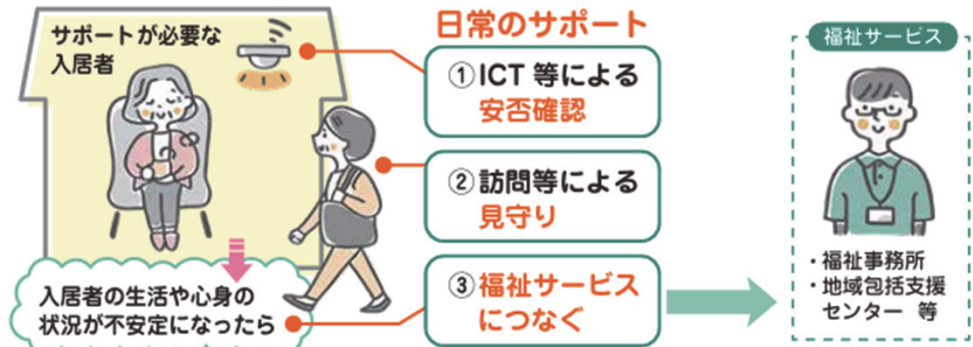 サポートが必要な
入居者
日常のサポート
①ICT 等による
安否確認
②訪問等による
見守り
③福祉サービス
につなぐ
入居者の生活や心身の
状況が不安定になったら
福祉サービス
・福祉事務所
・地域包括支援
センター 等